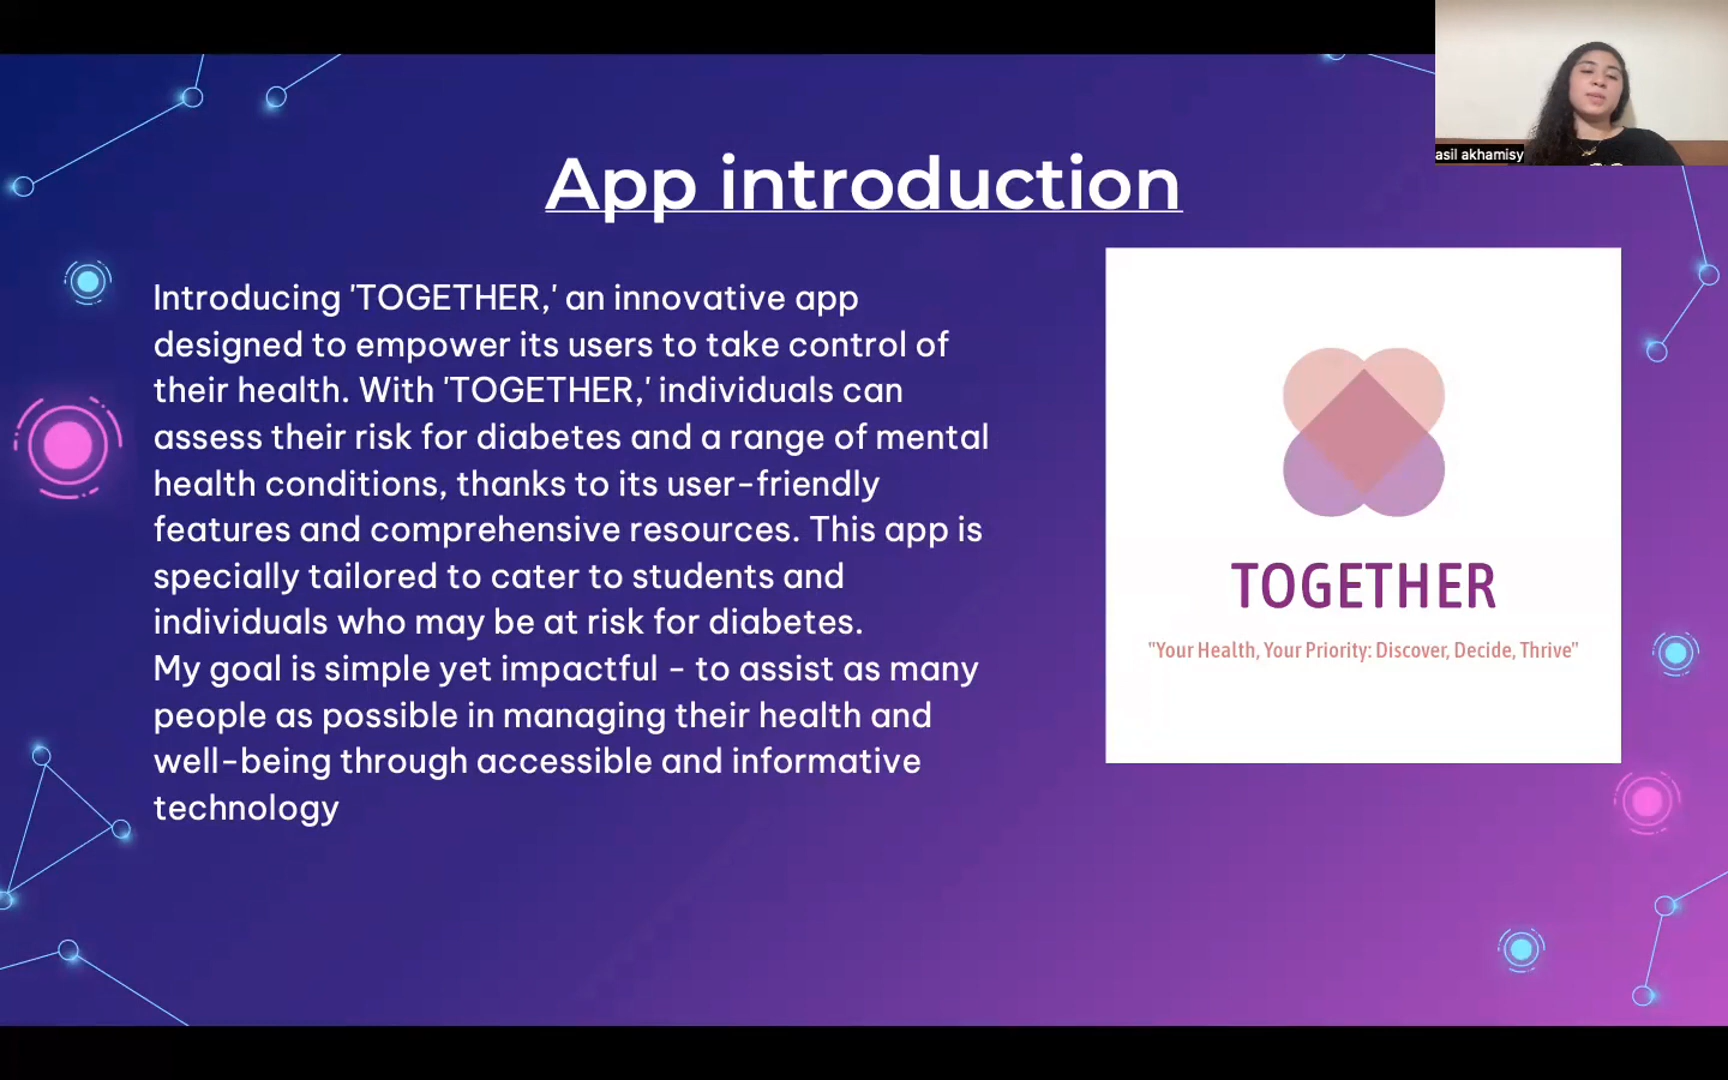 asil akhamisy
App introduction
Introducing 'TOGETHER,' an innovative app
designed to empower its users to take control of
their health. With 'TOGETHER,' individuals can
assess their risk for diabetes and a range of mental
health conditions, thanks to its user-friendly
features and comprehensive resources. This app is
specially tailored to cater to students and
individuals who may be at risk for diabetes.
My goal is simple yet impactful - to assist as many
people as possible in managing their health and
well-being through accessible and informative
technology
TOGETHER
"Your Health, Your Priority: Discover, Decide, Thrive"